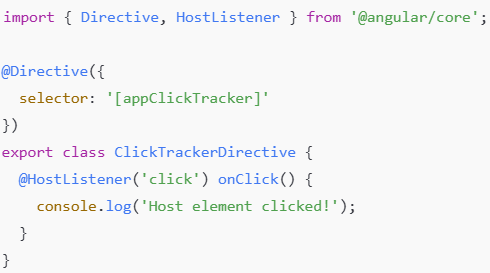 import { Directive, HostListener } from '@angular/core';

@Directive({
  selector: '[appClickTracker]'
})
export class ClickTrackerDirective {
  @HostListener('click') onClick() {
    console.log('Host element clicked!');
  }
}